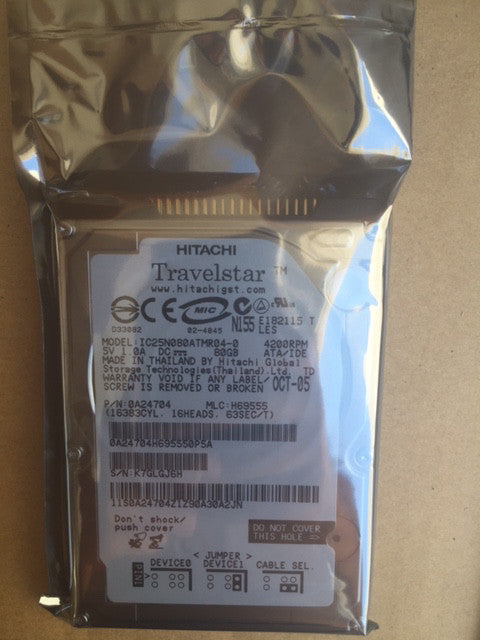 HITACHI
Travelstar™
www.hitachigst.com
D33082
MIC
02-4845
N155 E182115 T
LES
MODEL:IC25N080ATMR04-0 4200RPM
5V 1.0A DC 80GB ATA/IDE
MADE IN THAILAND BY Hitachi Global
Storage Technologies(Thailand)Ltd. TD
WARRANTY VOID IF ANY LABEL/ OCT-05
SCREW IS REMOVED OR BROKEN
P/N:0A24704 MLC:H69555
(16383CYL. 16HEADS. 63SEC/T)
0A24704H695550PSA
S/N:K7GLGJ6H
11S0A24704Z1Z90A30A2JN
Don't shock/
push cover
DO NOT COVER
THIS HOLE =>
< JUMPER >
DEVICE0 DEVICE1 CABLE SEL.